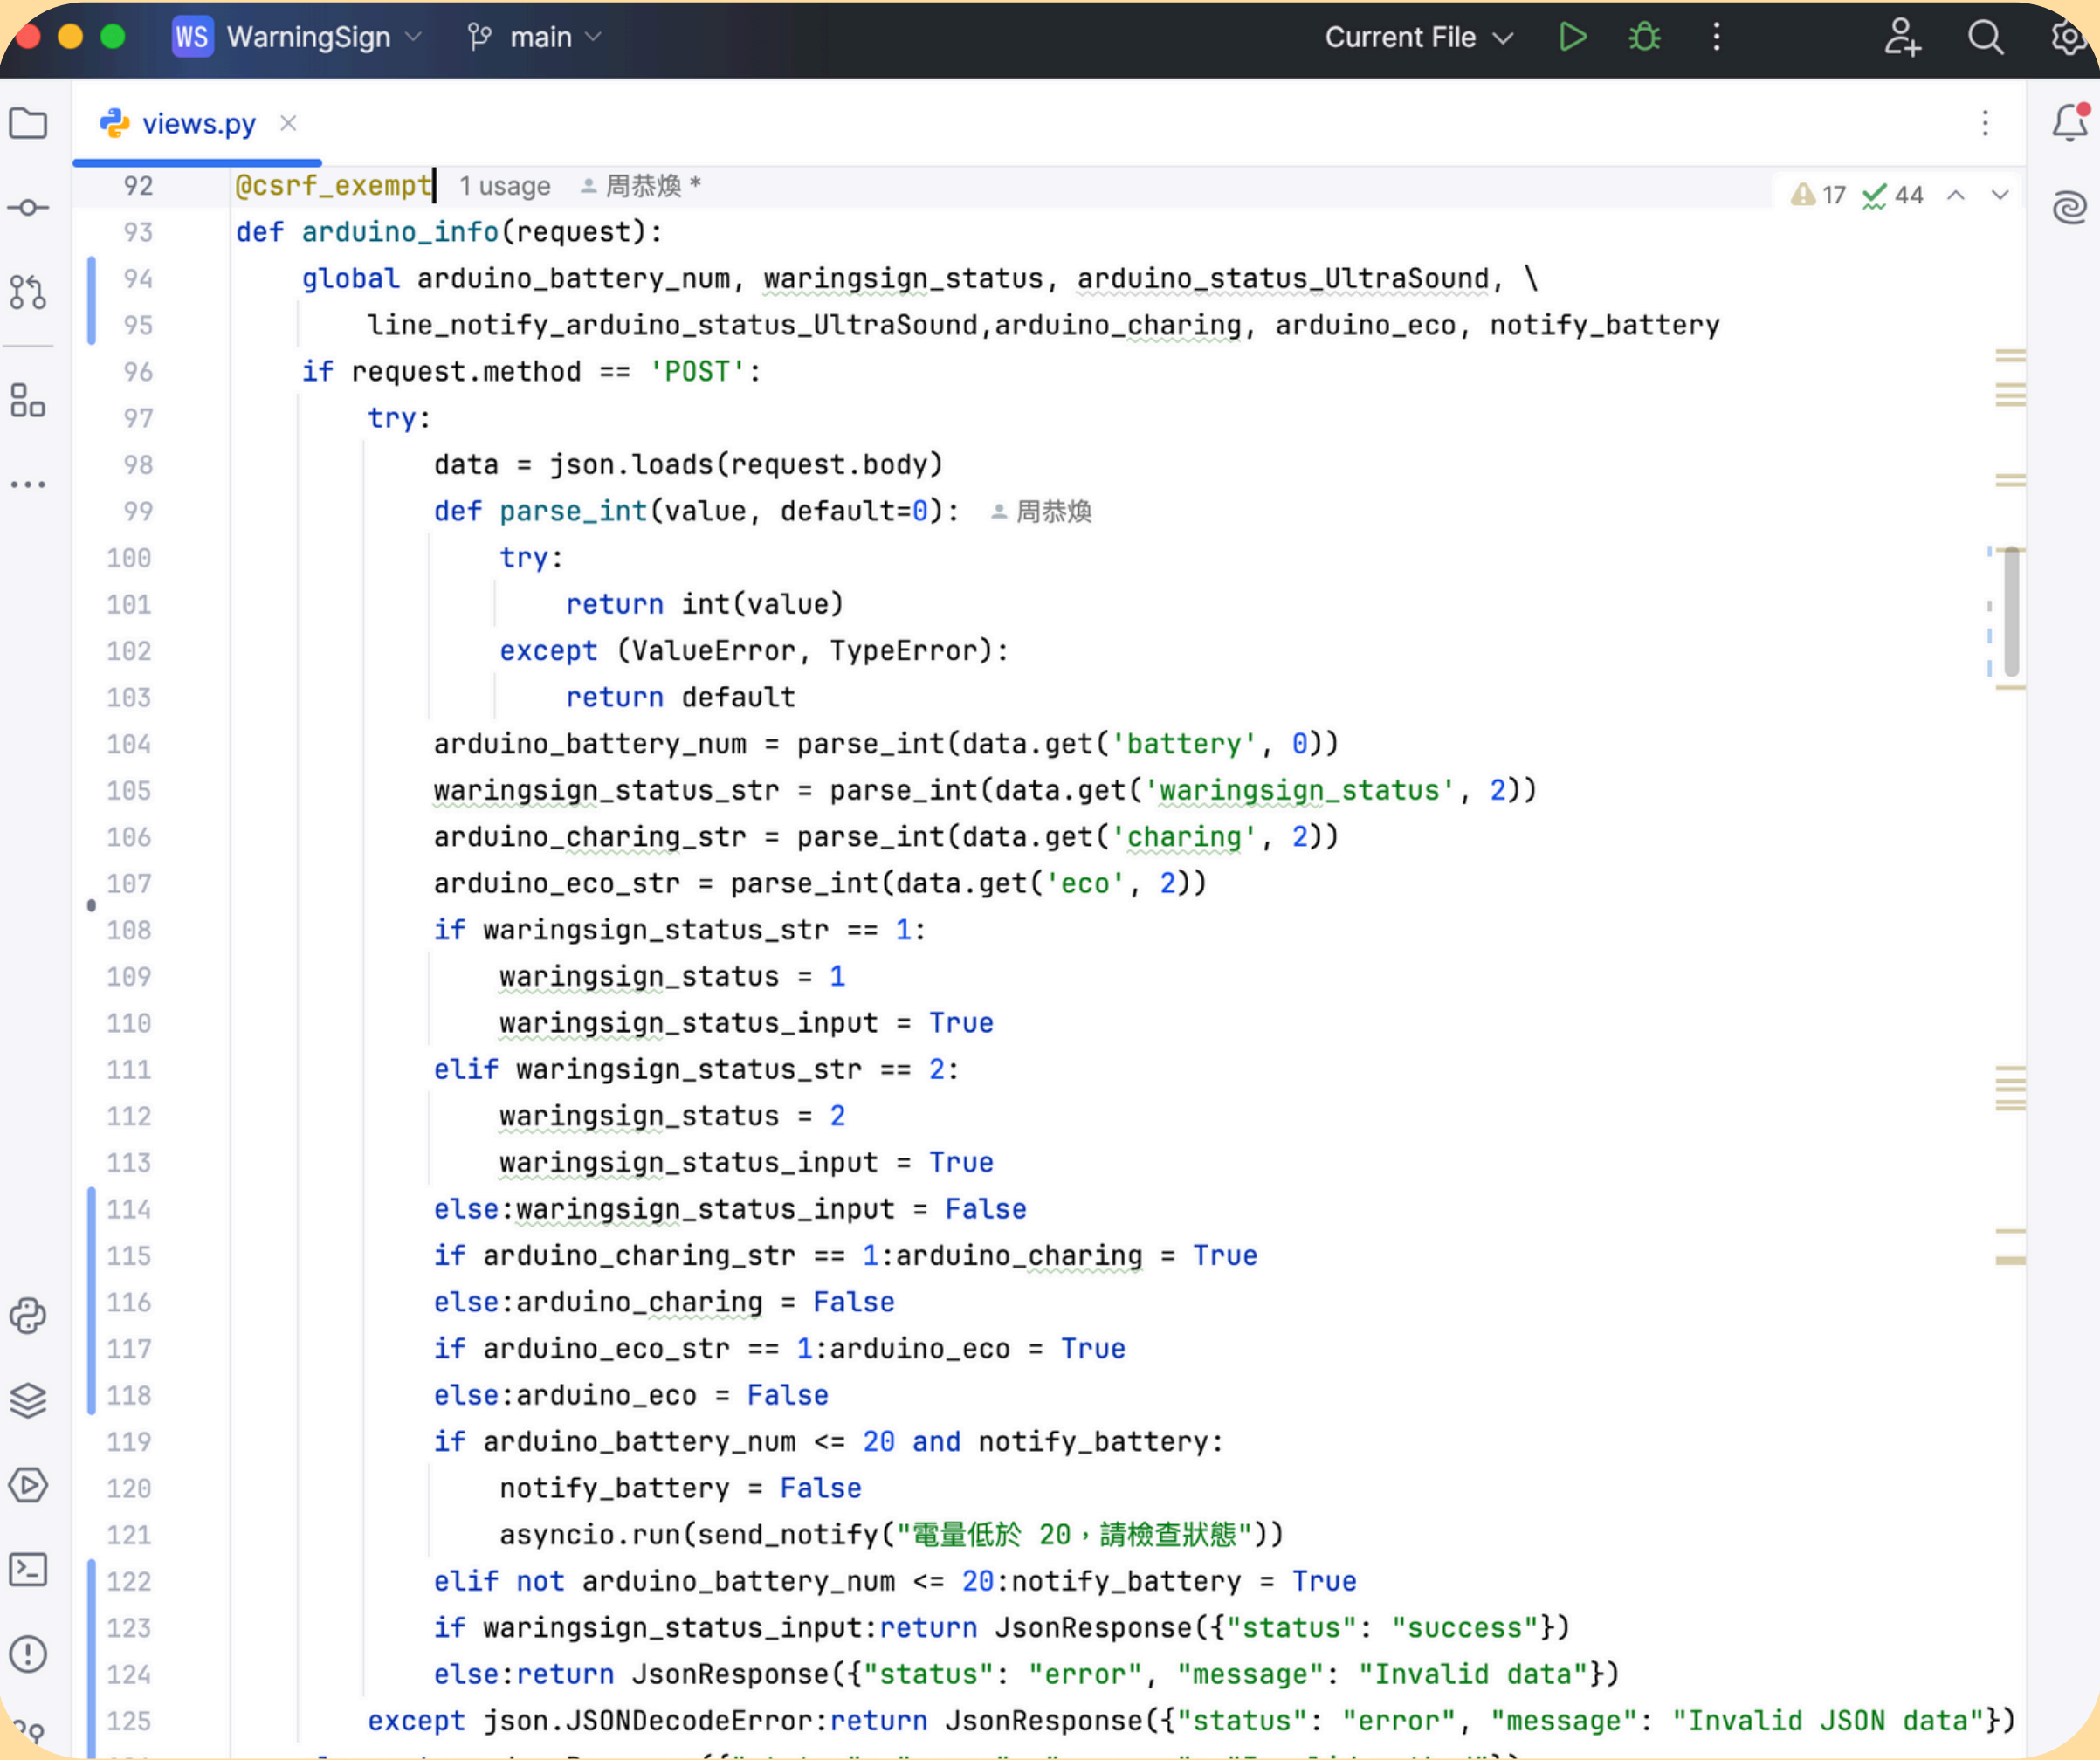 WS WarningSign main Current File
views.py
92 @csrf_exempt 1 usage 周恭煥 *
17 44
93 def arduino_info(request):
94 global arduino_battery_num, waringsign_status, arduino_status_UltraSound, \
95 line_notify_arduino_status_UltraSound,arduino_charing, arduino_eco, notify_battery
96 if request.method == 'POST':
97 try:
98 data = json.loads(request.body)
99 def parse_int(value, default=0): 周恭煥
100 try:
101 return int(value)
102 except (ValueError, TypeError):
103 return default
104 arduino_battery_num = parse_int(data.get('battery', 0))
105 waringsign_status_str = parse_int(data.get('waringsign_status', 2))
106 arduino_charing_str = parse_int(data.get('charing', 2))
107 arduino_eco_str = parse_int(data.get('eco', 2))
108 if waringsign_status_str == 1:
109 waringsign_status = 1
110 waringsign_status_input = True
111 elif waringsign_status_str == 2:
112 waringsign_status = 2
113 waringsign_status_input = True
114 else:waringsign_status_input = False
115 if arduino_charing_str == 1:arduino_charing = True
116 else:arduino_charing = False
117 if arduino_eco_str == 1:arduino_eco = True
118 else:arduino_eco = False
119 if arduino_battery_num <= 20 and notify_battery:
120 notify_battery = False
121 asyncio.run(send_notify("電量低於 20，請檢查狀態"))
122 elif not arduino_battery_num <= 20:notify_battery = True
123 if waringsign_status_input:return JsonResponse({"status": "success"})
124 else:return JsonResponse({"status": "error", "message": "Invalid data"})
125 except json.JSONDecodeError:return JsonResponse({"status": "error", "message": "Invalid JSON data"})